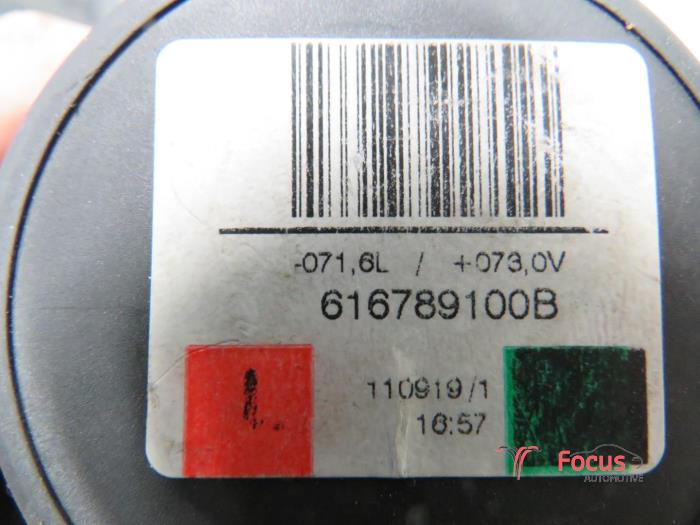 -071,6L / +073,0V
616789100B
110919/1
16:57
Focus
AUTOMOTIVE